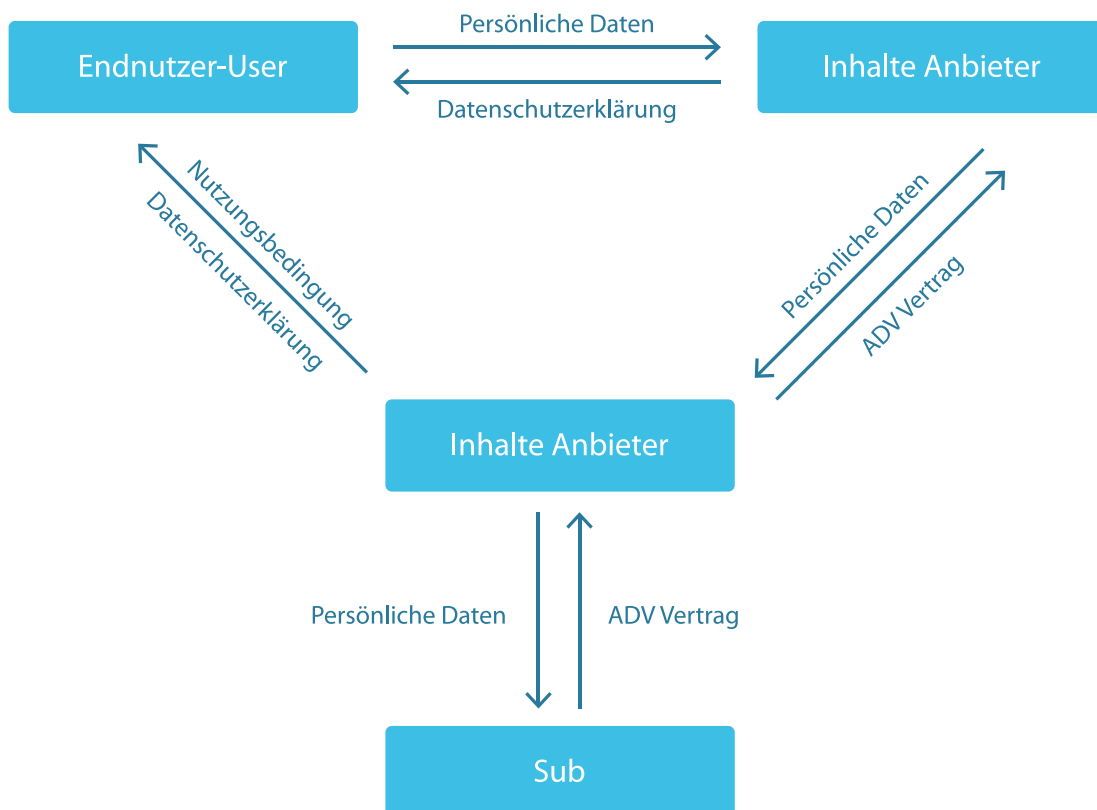 Persönliche Daten
Endnutzer-User
Inhalte Anbieter
Datenschutzerklärung
Nutzungsbedingung
Datenschutzerklärung
Persönliche Daten
ADV Vertrag
Inhalte Anbieter
Persönliche Daten
ADV Vertrag
Sub